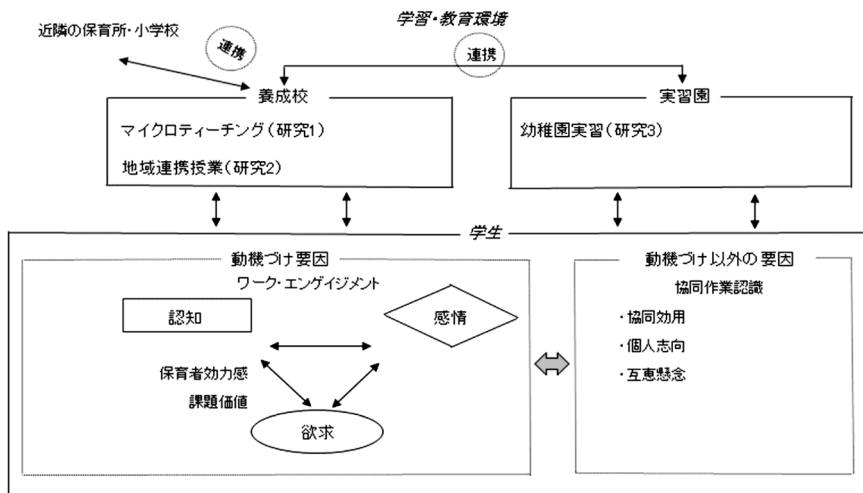 学習・教育環境
近隣の保育所・小学校
連携
連携
養成校
実習園
マイクロティーチング（研究1）
地域連携授業（研究2）
幼稚園実習（研究3）
学生
動機づけ要因
ワーク・エンゲイジメント
認知
感情
保育者効力感
課題価値
欲求
動機づけ以外の要因
協同作業認識
・協同効用
・個人志向
・互恵懸念